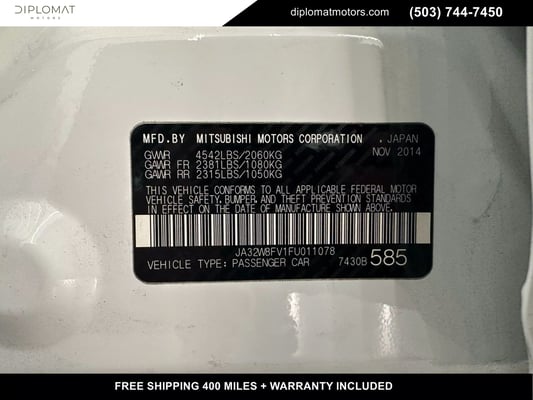 DIPLOMAT
MOTORS
diplomatmotors.com
(503) 744-7450
MFD.BY MITSUBISHI MOTORS CORPORATION . JAPAN
NOV 2014
GVWR 4542LBS/2060KG
GAWR FR 2381LBS/1080KG
GAWR RR 2315LBS/1050KG
THIS VEHICLE CONFORMS TO ALL APPLICABLE FEDERAL MOTOR
VEHICLE SAFETY, BUMPER, AND THEFT PREVENTION STANDARDS
IN EFFECT ON THE DATE OF MANUFACTURE SHOWN ABOVE.
JA32W8FV1FU011078
VEHICLE TYPE: PASSENGER CAR 7430B 585
FREE SHIPPING 400 MILES + WARRANTY INCLUDED